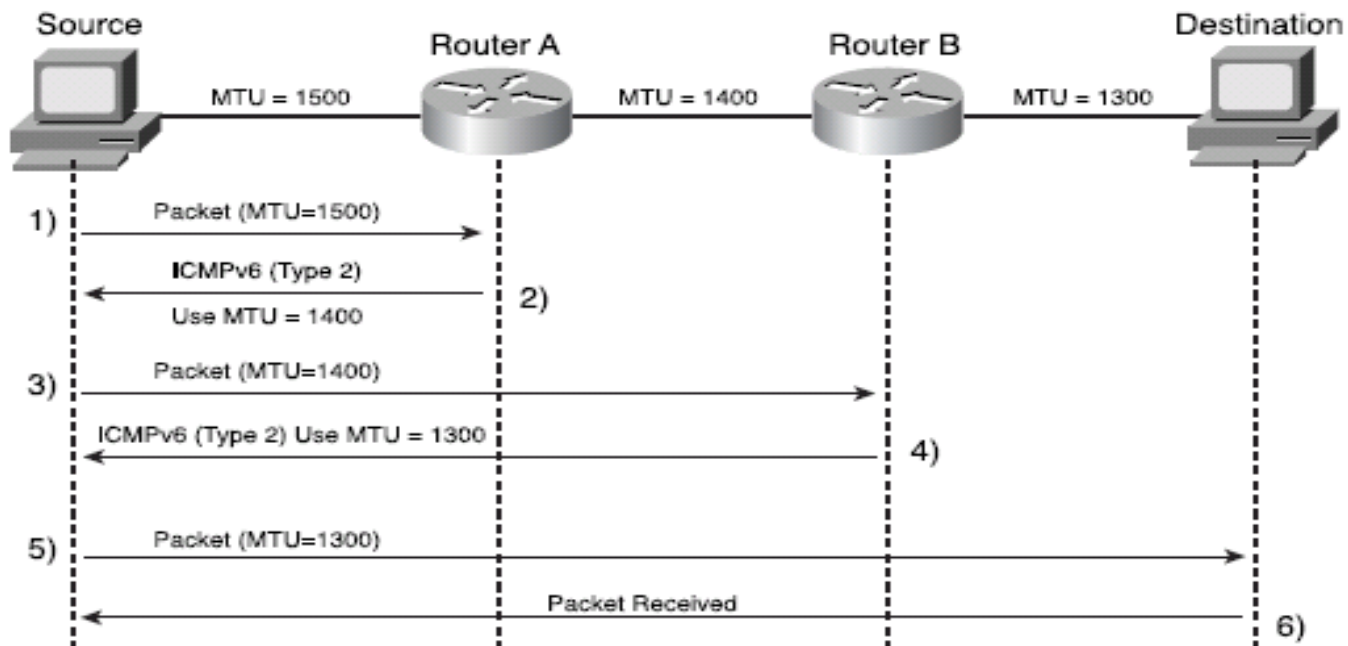 Source
Destination
Router A
Router B
MTU = 1500
MTU = 1400
MTU = 1300
1)
Packet (MTU=1500)
ICMPv6 (Type 2)
2)
Use MTU = 1400
3)
Packet (MTU=1400)
ICMPv6 (Type 2) Use MTU = 1300
4)
5)
Packet (MTU=1300)
Packet Received
6)